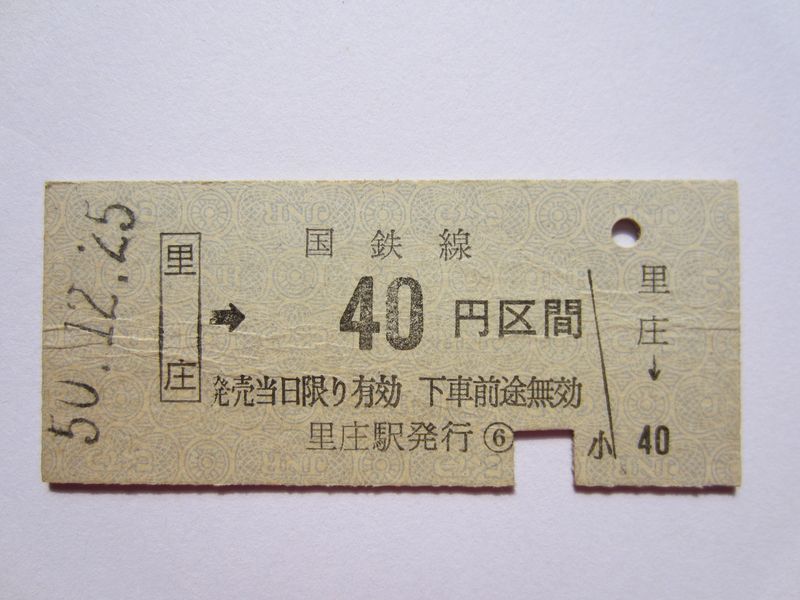 50.12.25
里庄
国鉄線
➡ 40 円区間
発売当日限り有効 下車前途無効
里庄駅発行 ⑥
里庄
↓
小 40